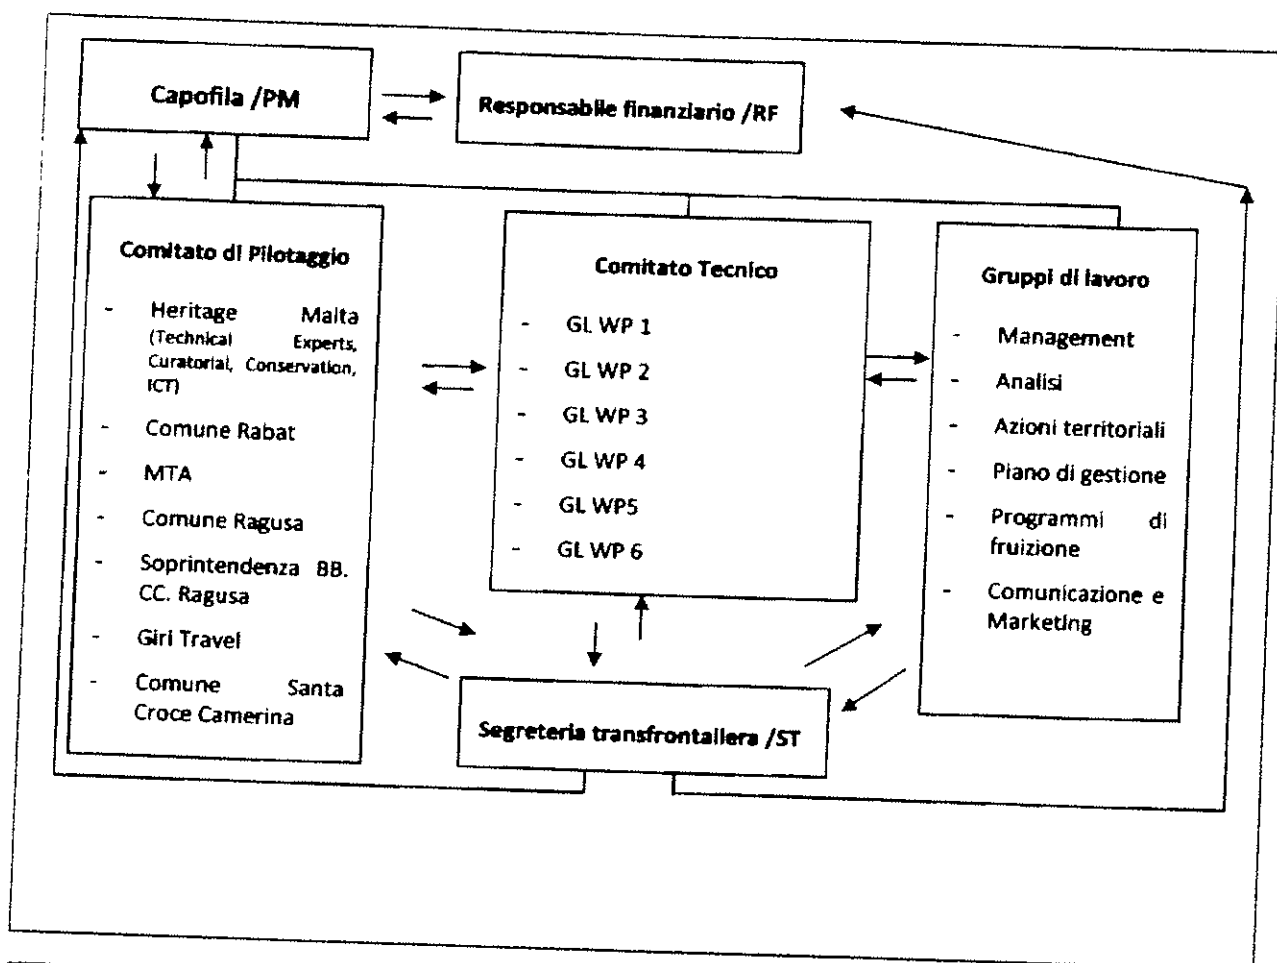 Capofila /PM
Responsabile finanziario /RF
Comitato di Pilotaggio
- Heritage Malta
(Technical Experts,
Curatorial, Conservation,
ICT)
- Comune Rabat
- MTA
- Comune Ragusa
- Soprintendenza BB.
CC. Ragusa
- Giri Travel
- Comune Santa
Croce Camerina
Comitato Tecnico
- GL WP 1
- GL WP 2
- GL WP 3
- GL WP 4
- GL WP5
- GL WP 6
Gruppi di lavoro
- Management
- Analisi
- Azioni territoriali
- Piano di gestione
- Programmi di
fruizione
- Comunicazione e
Marketing
Segreteria transfrontaliera /ST